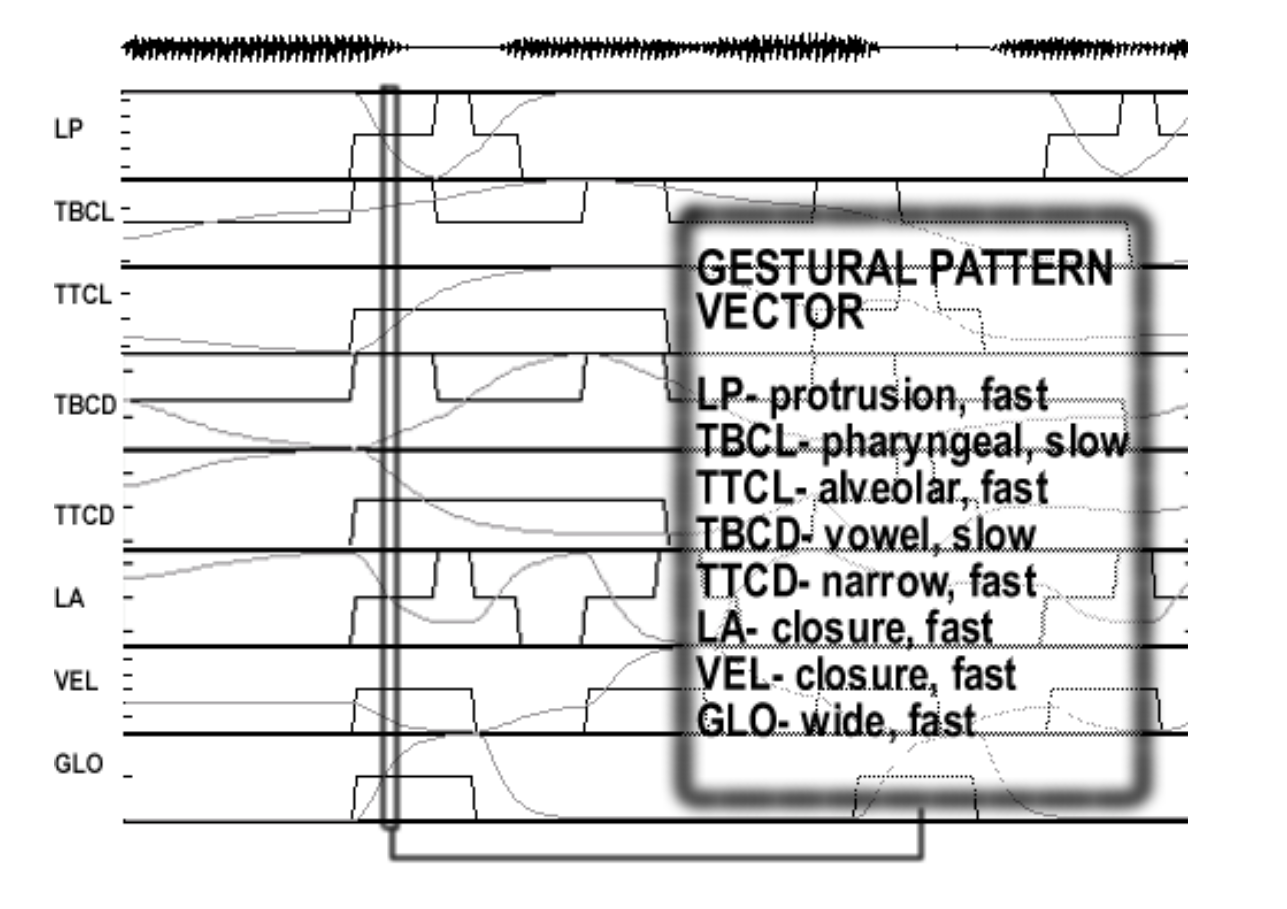 LP
TBCL
TTCL
TBCD
TTCD
LA
VEL
GLO
GESTURAL PATTERN
VECTOR
LP- protrusion, fast
TBCL- pharyngeal, slow
TTCL- alveolar, fast
TBCD- vowel, slow
TTCD- narrow, fast
LA- closure, fast
VEL- closure, fast
GLO- wide, fast